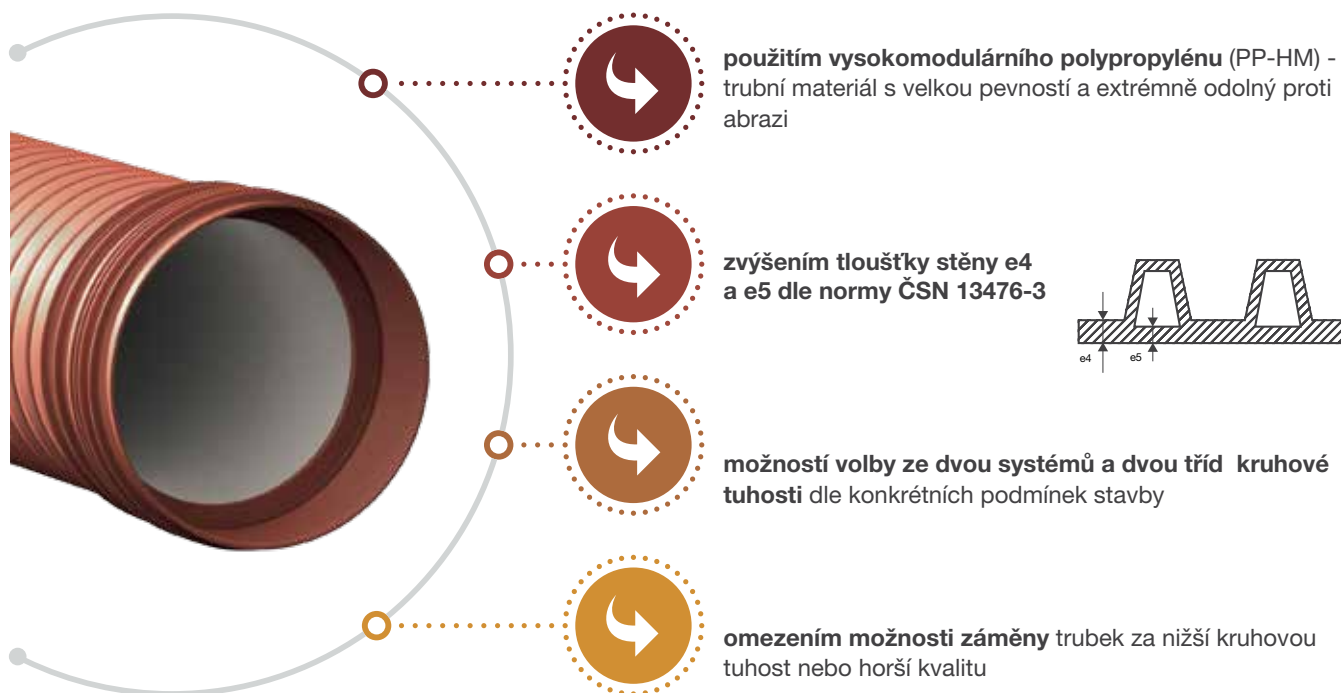 použitím vysokomodulárního polypropylénu (PP-HM) -
trubní materiál s velkou pevností a extrémně odolný proti
abrazi
zvýšením tloušťky stěny e4
a e5 dle normy ČSN 13476-3
e4
e5
možností volby ze dvou systémů a dvou tříd  kruhové
tuhosti dle konkrétních podmínek stavby
omezením možnosti záměny trubek za nižší kruhovou
tuhost nebo horší kvalitu